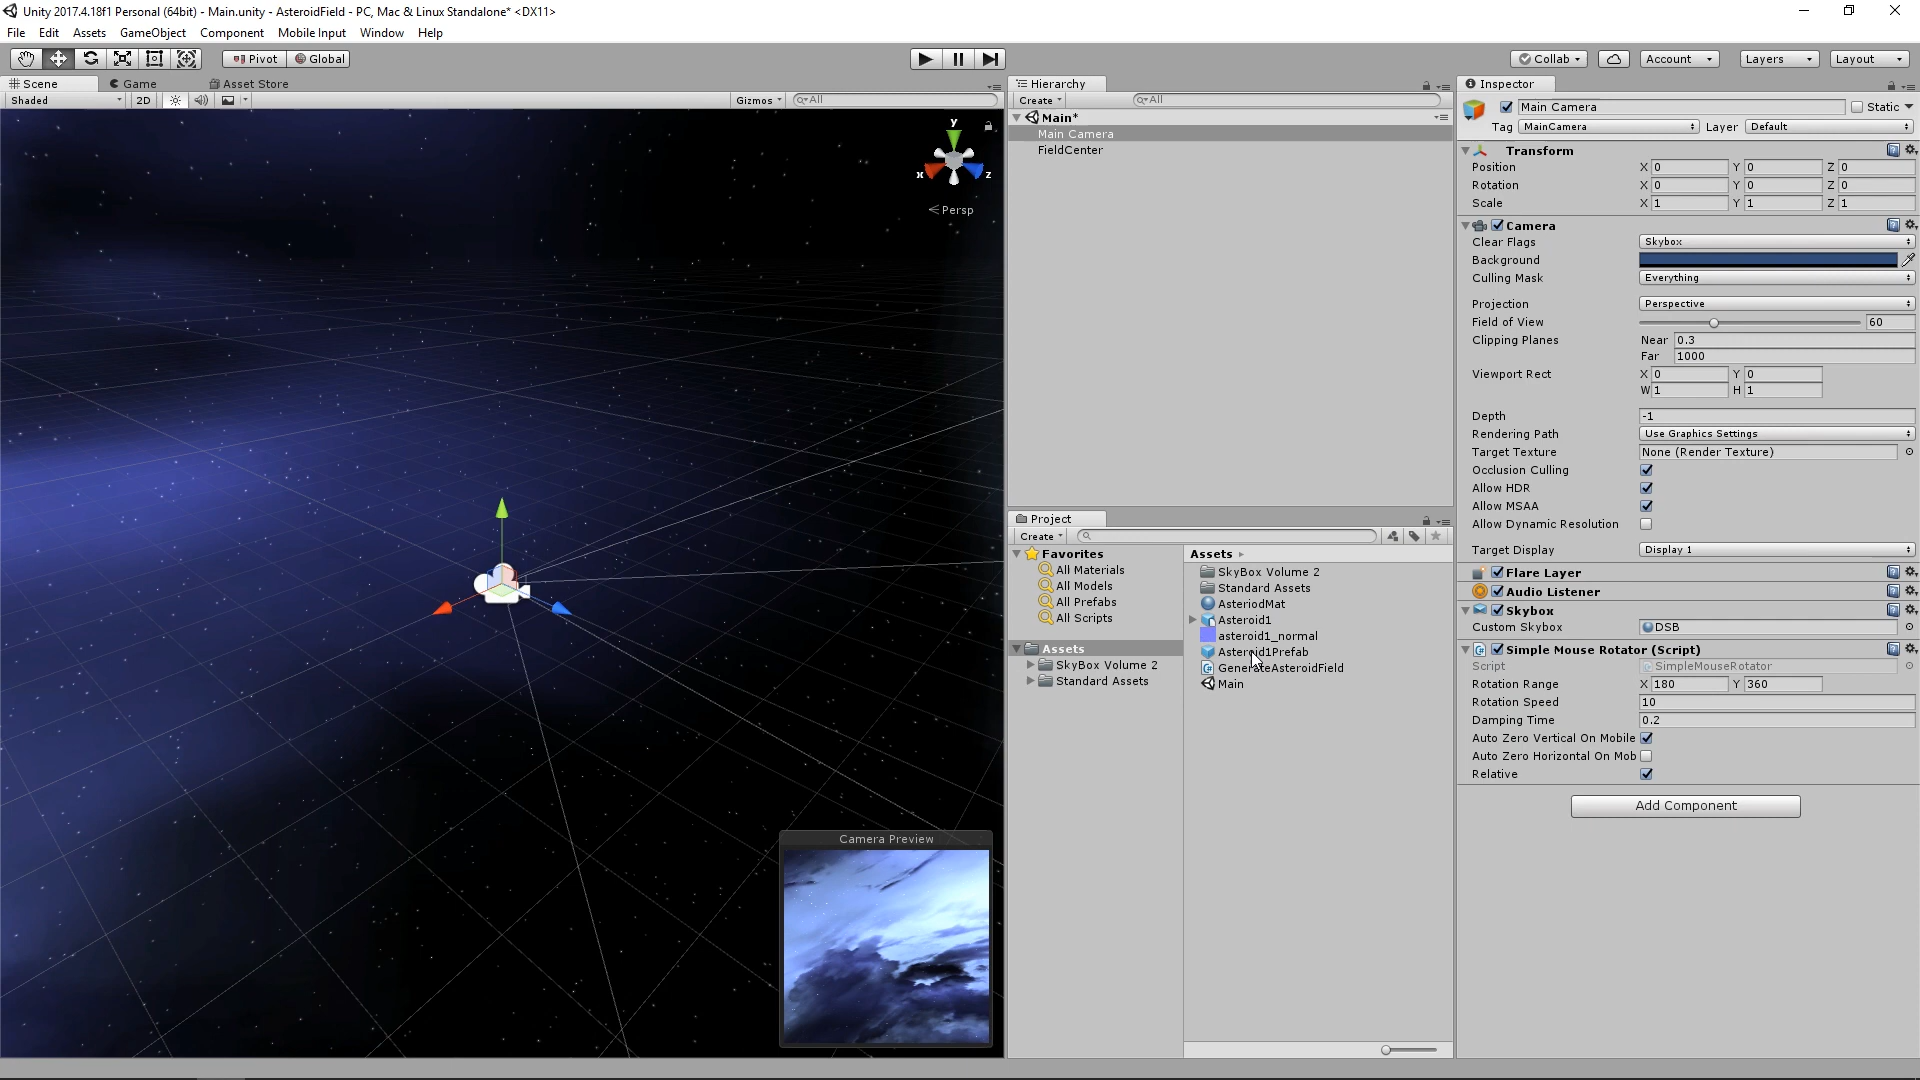 Unity 2017.4.18f1 Personal (64bit) - Main.unity - AsteroidField - PC, Mac & Linux Standalone* <DX11>
File Edit Assets GameObject Component Mobile Input Window Help
Pivot Global Collab Account Layers Layout
Scene Game Asset Store
Shaded 2D Gizmos All
y
x z
Persp
Camera Preview
Hierarchy
Create All
Main*
Main Camera
FieldCenter
Project
Create
Favorites
All Materials
All Models
All Prefabs
All Scripts
Assets
SkyBox Volume 2
Standard Assets
Assets
SkyBox Volume 2
Standard Assets
AsteriodMat
Asteroid1
asteroid1_normal
Asteroid1Prefab
GenerateAsteroidField
Main
Inspector
Main Camera Static
Tag MainCamera Layer Default
Transform
Position X 0 Y 0 Z 0
Rotation X 0 Y 0 Z 0
Scale X 1 Y 1 Z 1
Camera
Clear Flags Skybox
Background
Culling Mask Everything
Projection Perspective
Field of View 60
Clipping Planes Near 0.3
Far 1000
Viewport Rect X 0 Y 0
W 1 H 1
Depth -1
Rendering Path Use Graphics Settings
Target Texture None (Render Texture)
Occlusion Culling
Allow HDR
Allow MSAA
Allow Dynamic Resolution
Target Display Display 1
Flare Layer
Audio Listener
Skybox
Custom Skybox DSB
Simple Mouse Rotator (Script)
Script SimpleMouseRotator
Rotation Range X 180 Y 360
Rotation Speed 10
Damping Time 0.2
Auto Zero Vertical On Mobile
Auto Zero Horizontal On Mob
Relative
Add Component